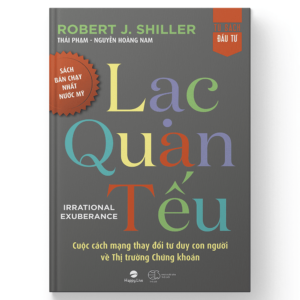 ROBERT J. SHILLER
THÁI PHẠM - NGUYỄN HOÀNG NAM
ĐẦU TƯ
SÁCH
BÁN CHẠY
NHẤT
NƯỚC MỸ
Lạc
Quan
Tếu
IRRATIONAL
EXUBERANCE
Cuộc cách mạng thay đổi tư duy con người
về Thị trường Chứng khoán